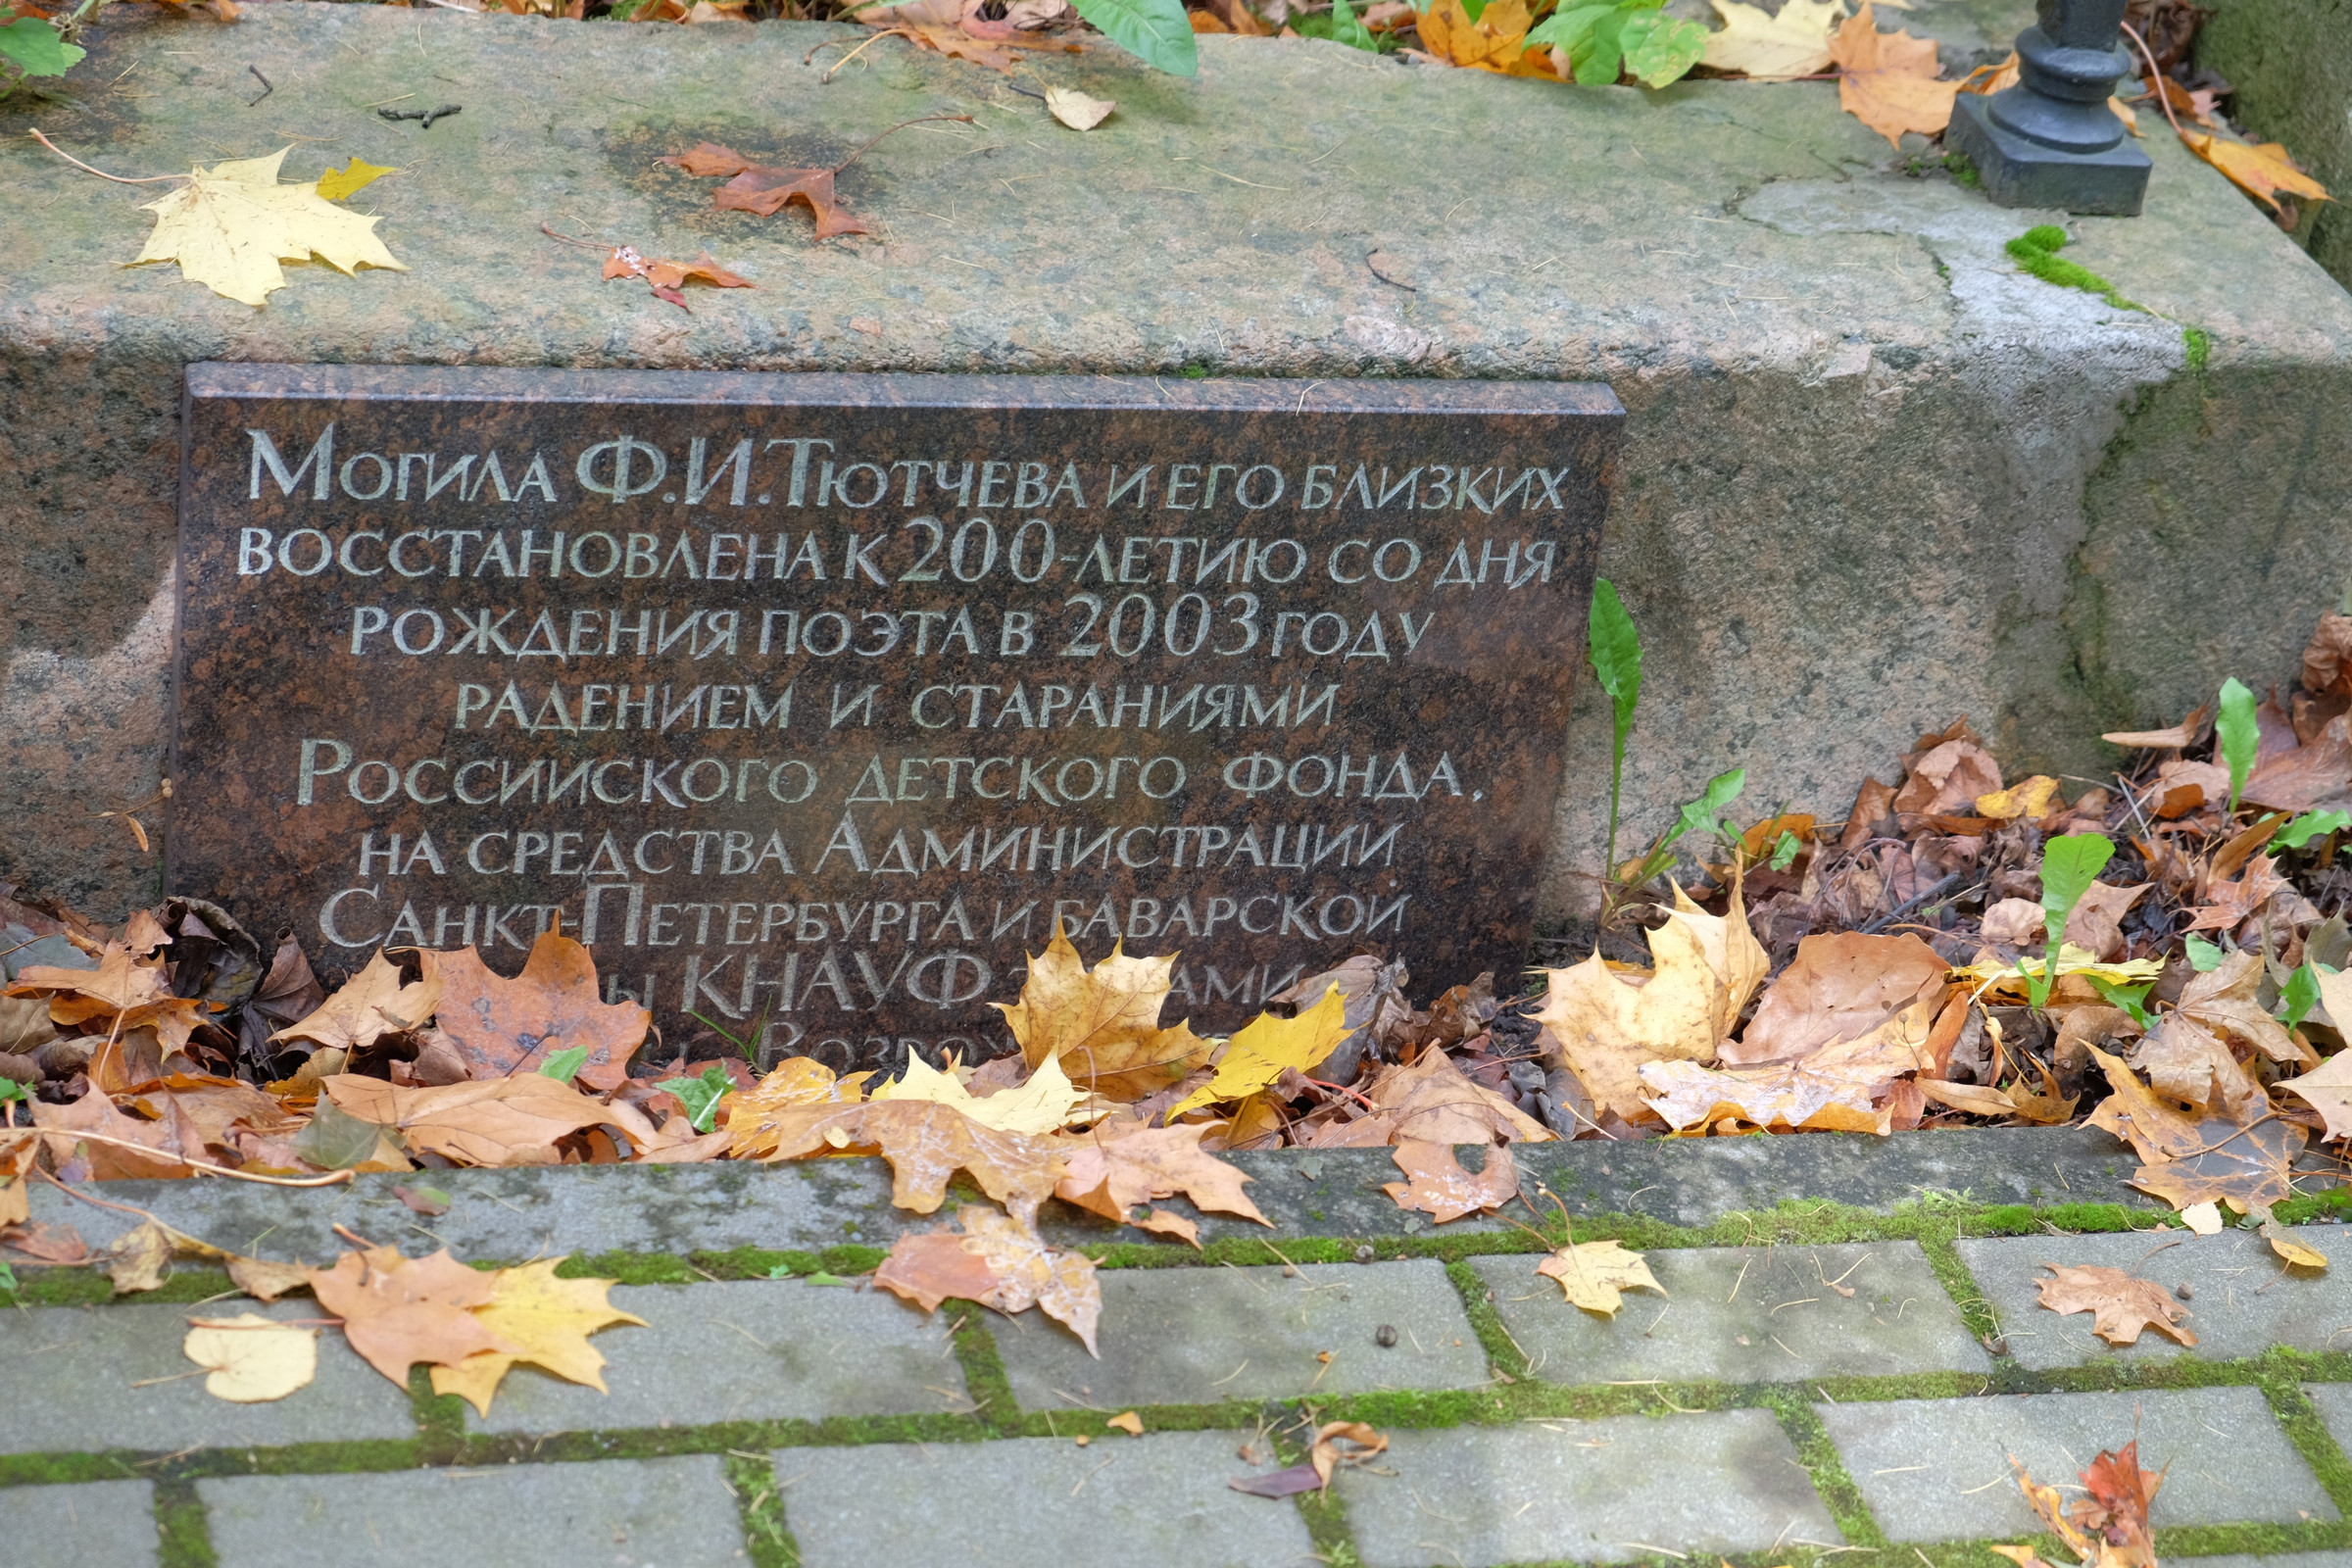 Могила Ф.И.Тютчева и его близких
восстановлена к 200-летию со дня
рождения поэта в 2003 году
радением и стараниями
Российского детского фонда,
на средства Администрации
Санкт-Петербурга и баварской
КНАУФ